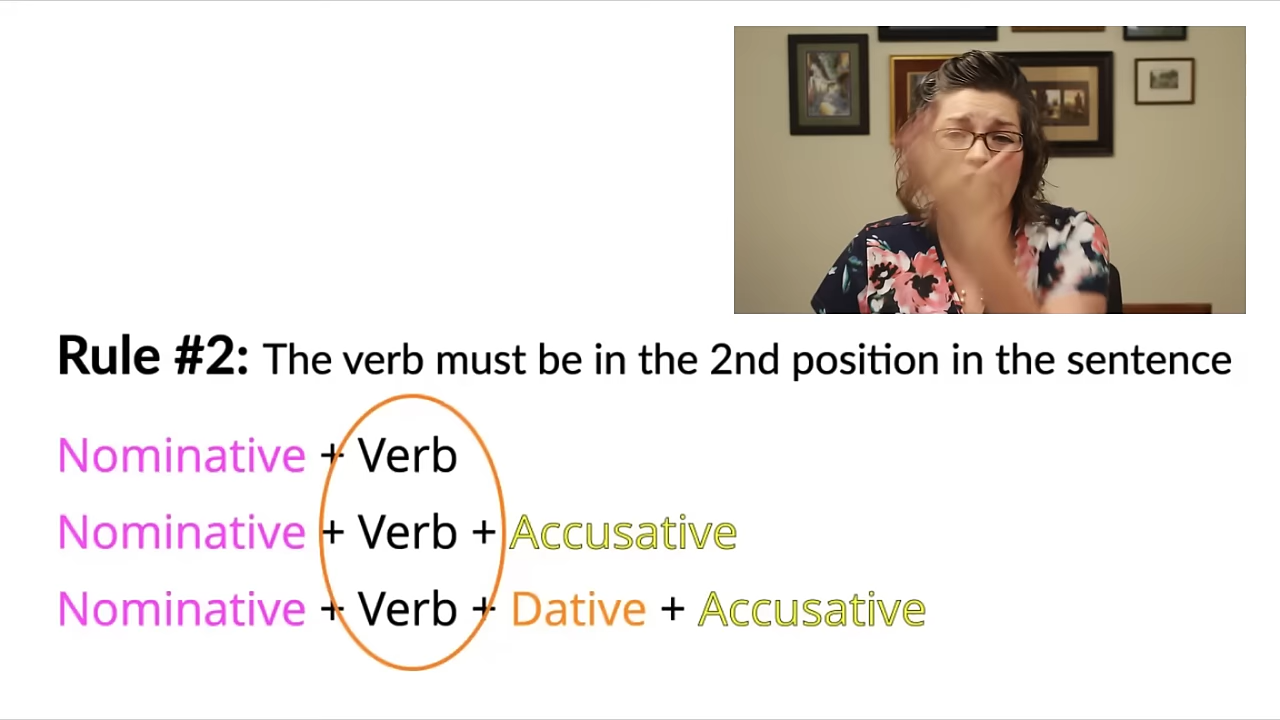 Rule #2: The verb must be in the 2nd position in the sentence
Nominative + Verb
Nominative + Verb + Accusative
Nominative + Verb + Dative + Accusative